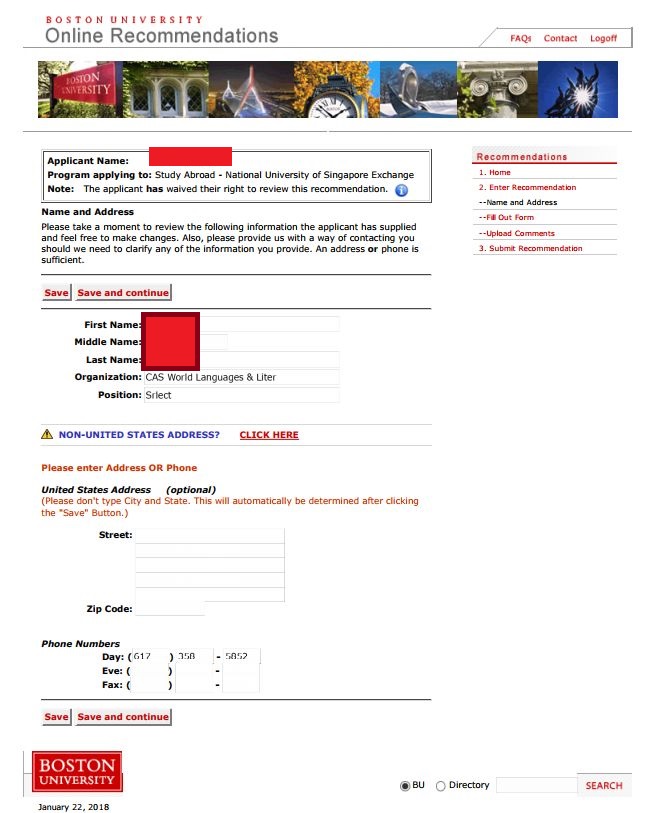 BOSTON UNIVERSITY
Online Recommendations
FAQs Contact Logoff
BOSTON
UNIVERSITY
Applicant Name:
Program applying to: Study Abroad - National University of Singapore Exchange
Note: The applicant has waived their right to review this recommendation.
Recommendations
1. Home
2. Enter Recommendation
--Name and Address
--Fill Out Form
--Upload Comments
3. Submit Recommendation
Name and Address
Please take a moment to review the following information the applicant has supplied
and feel free to make changes. Also, please provide us with a way of contacting you
should we need to clarify any of the information you provide. An address or phone is
sufficient.
Save Save and continue
First Name:
Middle Name:
Last Name:
Organization: CAS World Languages & Liter
Position: Srlect
NON-UNITED STATES ADDRESS? CLICK HERE
Please enter Address OR Phone
United States Address (optional)
(Please don't type City and State. This will automatically be determined after clicking
the "Save" Button.)
Street:
Zip Code:
Phone Numbers
Day: (617) 358 - 5852
Eve: ( ) -
Fax: ( ) -
Save Save and continue
BOSTON
UNIVERSITY
BU Directory SEARCH
January 22, 2018